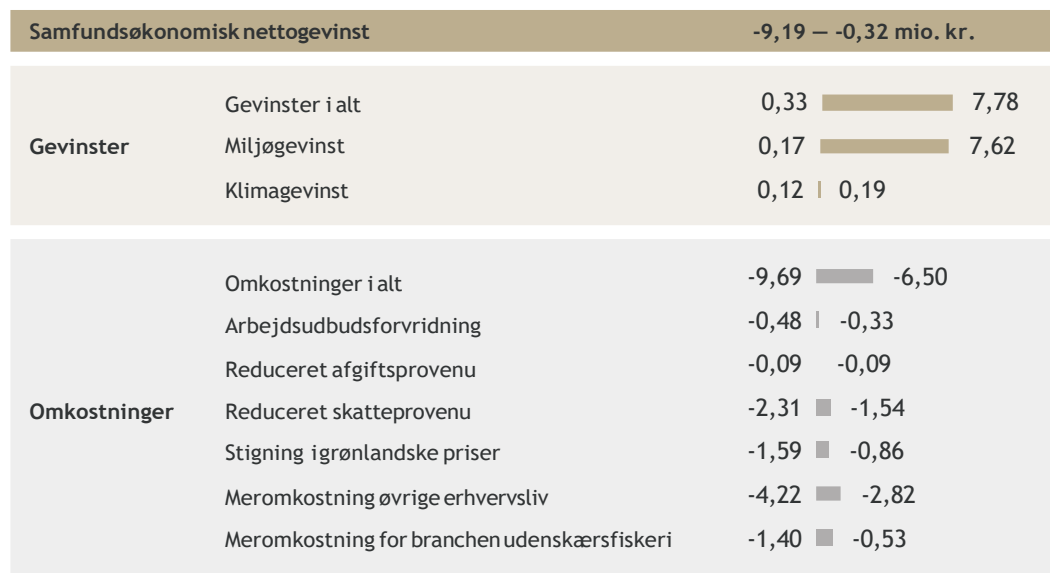 Samfundsøkonomisk nettogevinst -9,19 — -0,32 mio. kr.
Gevinster i alt 0,33 7,78
Gevinster Miljøgevinst 0,17 7,62
Klimagevinst 0,12 0,19
Omkostninger i alt -9,69 -6,50
Arbejdsudbudsforvridning -0,48 -0,33
Reduceret afgiftsprovenu -0,09 -0,09
Omkostninger Reduceret skatteprovenu -2,31 -1,54
Stigning i grønlandske priser -1,59 -0,86
Meromkostning øvrige erhvervsliv -4,22 -2,82
Meromkostning for branchen udenskærsfiskeri -1,40 -0,53